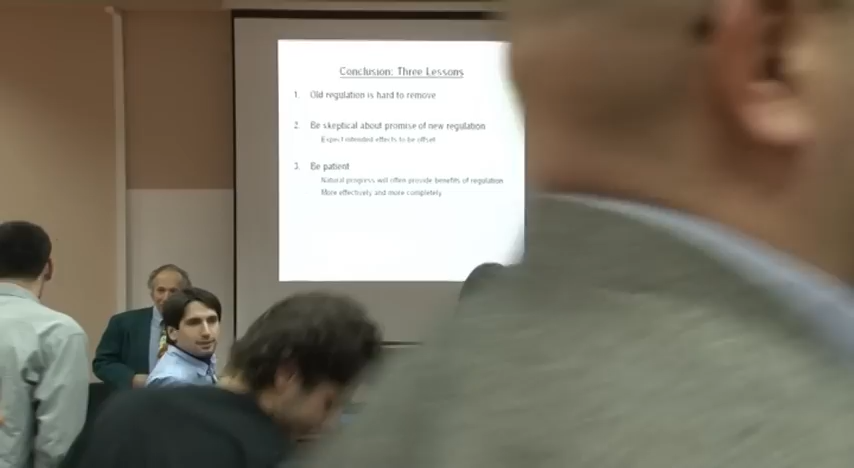 Conclusion: Three Lessons
1. Old regulation is hard to remove
2. Be skeptical about promise of new regulation
Expect intended effects to be offset
3. Be patient
Natural progress will often provide benefits of regulation
More effectively and more completely